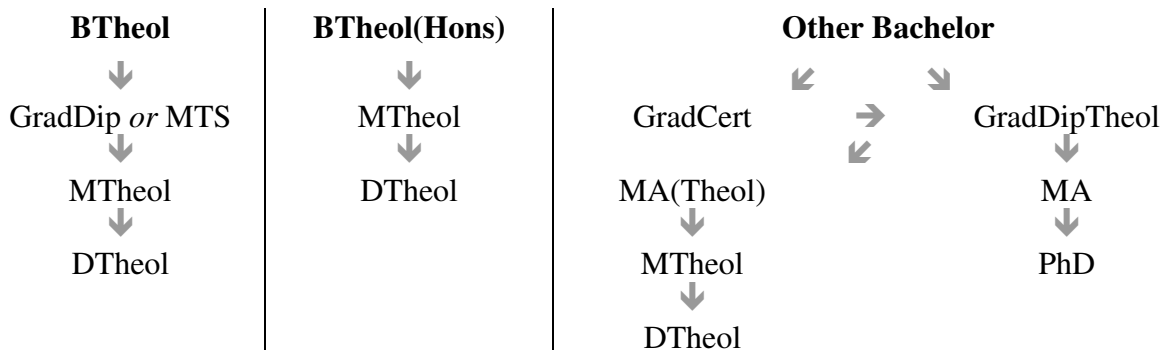 BTheol
BTheol(Hons)
Other Bachelor
GradDip or MTS
MTheol
GradCert
GradDipTheol
MTheol
DTheol
MA(Theol)
MA
DTheol
MTheol
PhD
DTheol